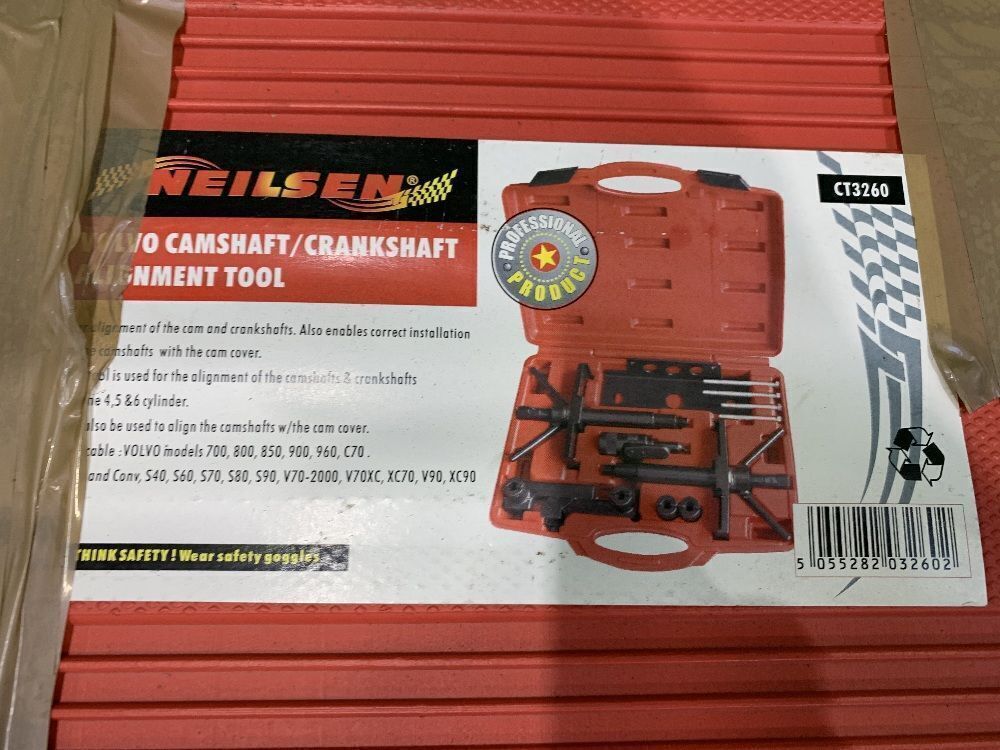 NEILSEN®
CT3260
PROFESSIONAL PRODUCT
VOLVO CAMSHAFT/CRANKSHAFT
ALIGNMENT TOOL
alignment of the cam and crankshafts. Also enables correct installation
camshafts with the cam cover.
is used for the alignment of the camshafts & crankshafts
ne 4,5 &6 cylinder.
also be used to align the camshafts w/the cam cover.
cable :VOLVO models 700, 800, 850, 900, 960, C70 .
and Conv, S40, S60, S70, S80, S90, V70-2000, V70XC, XC70, V90, XC90
THINK SAFETY ! Wear safety goggles
5 055282 032602